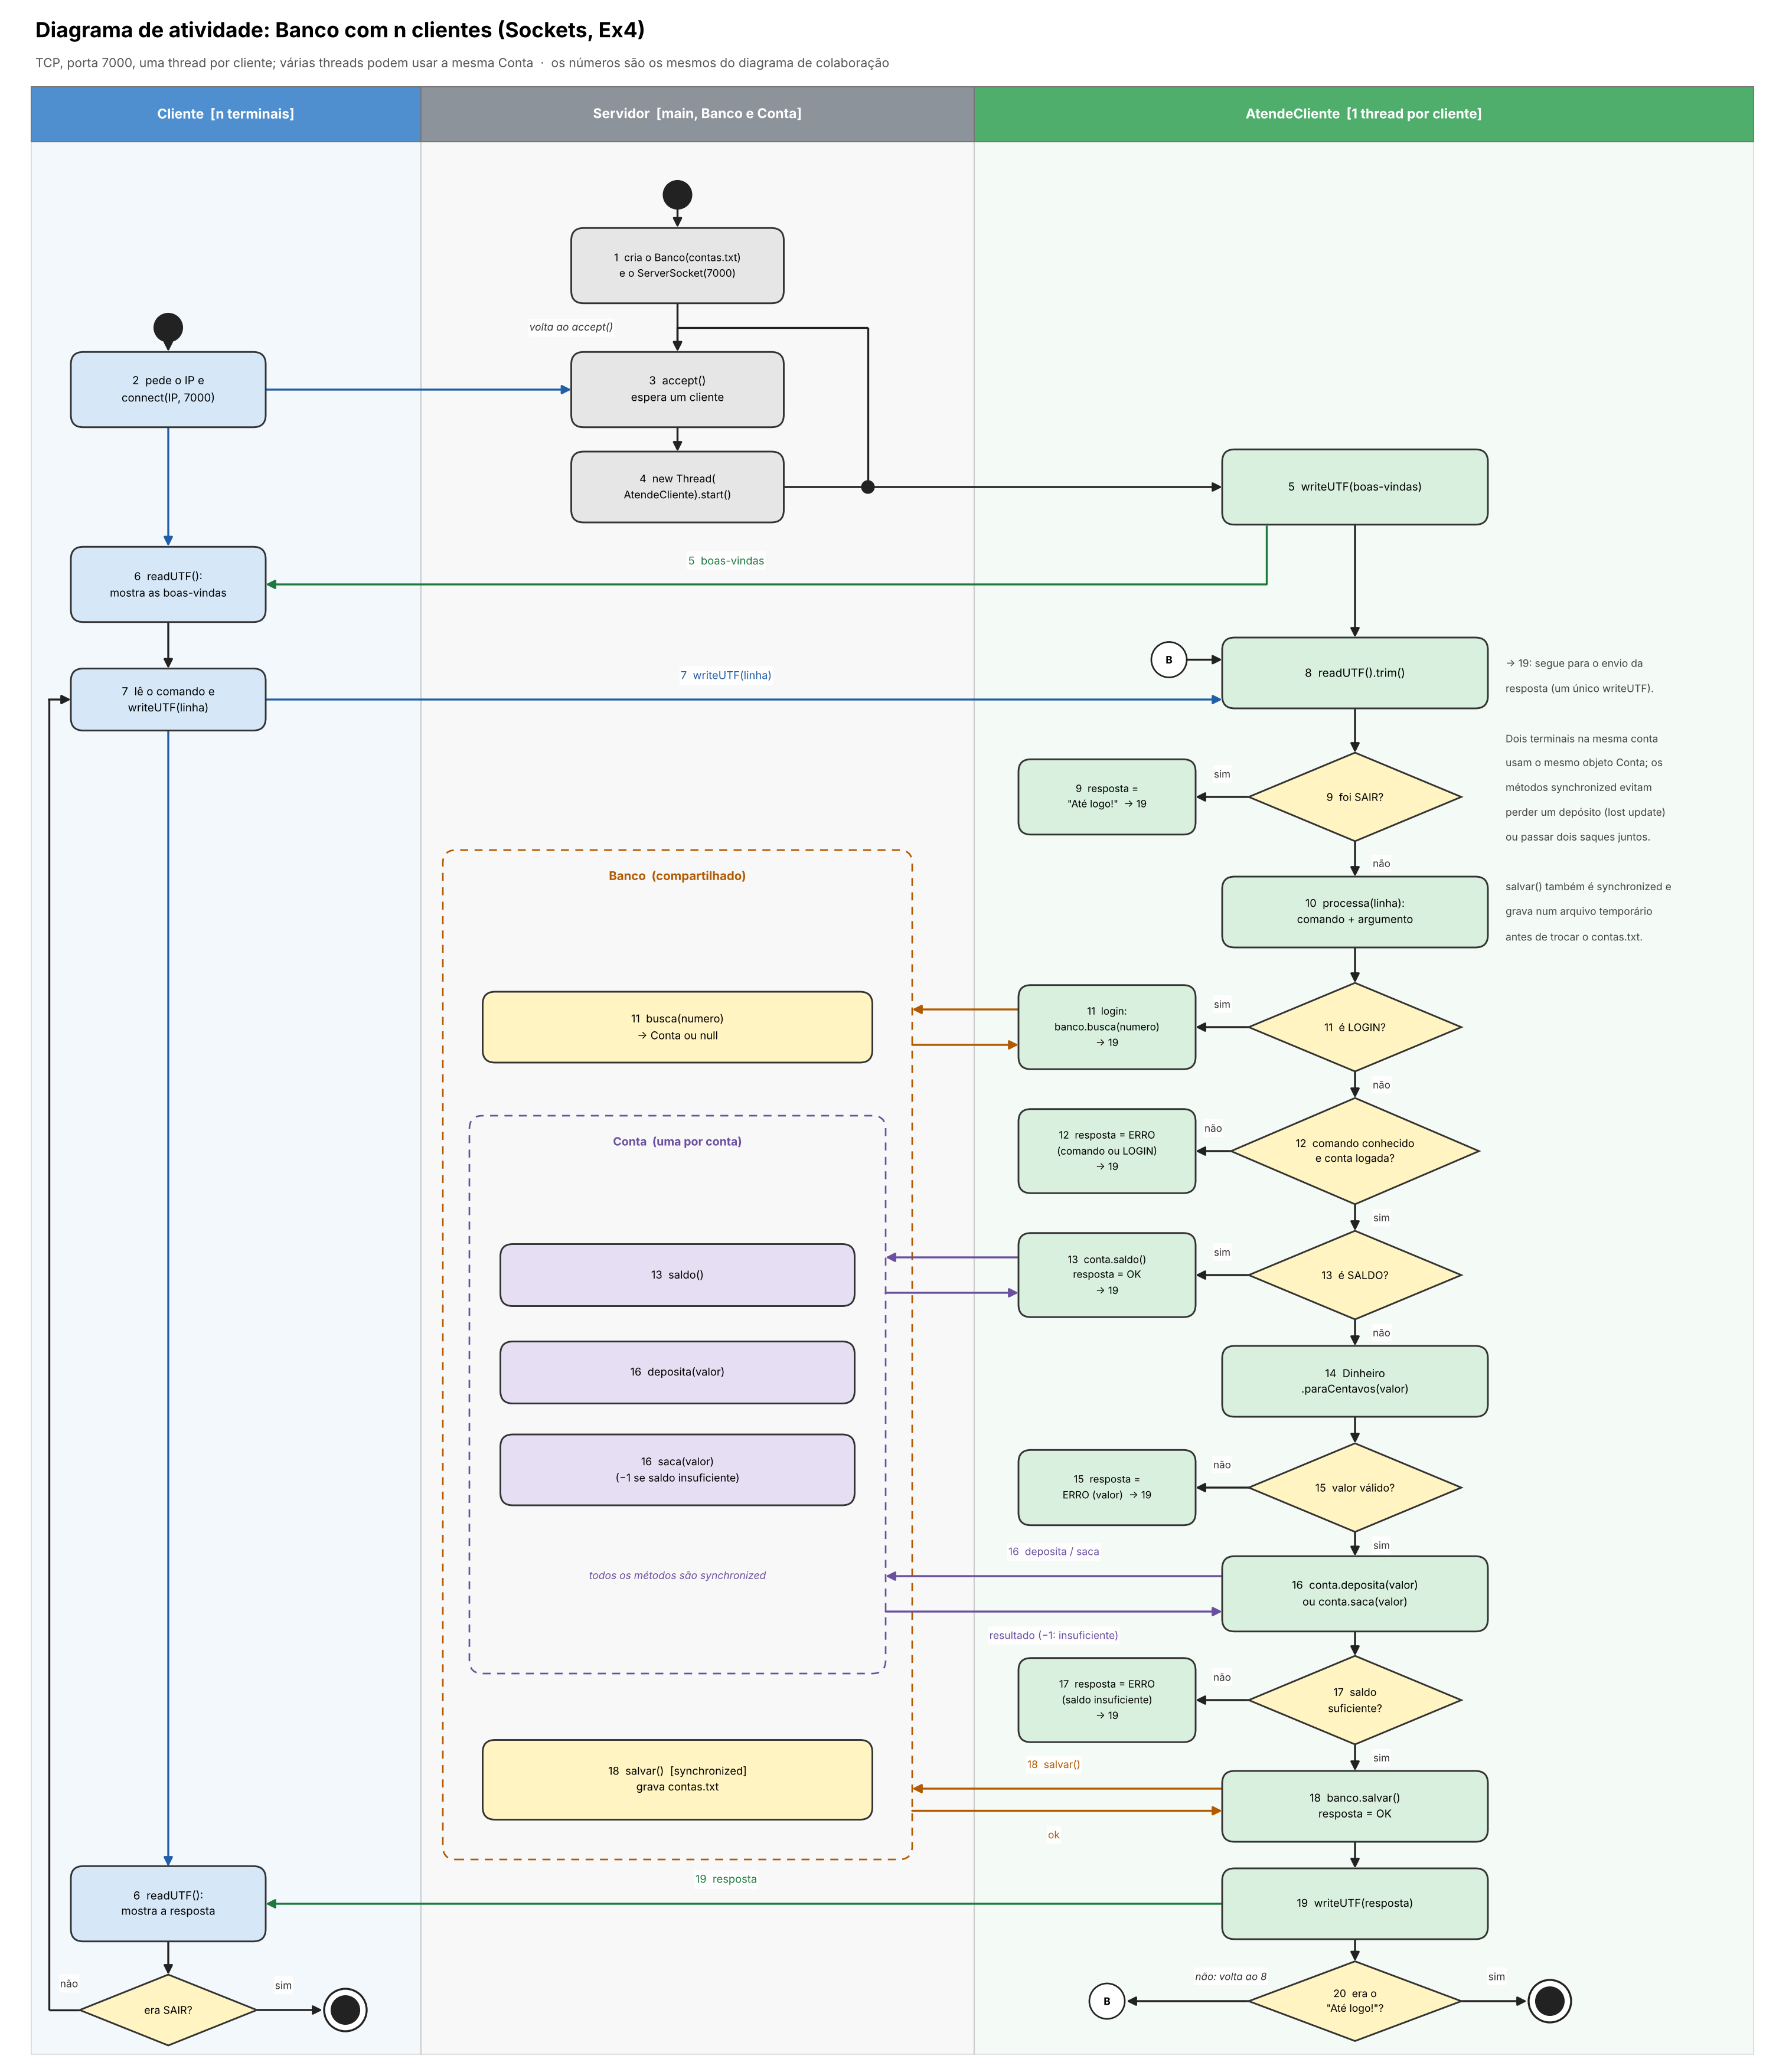 Diagrama de atividade: Banco com n clientes (Sockets, Ex4)
TCP, porta 7000, uma thread por cliente; várias threads podem usar a mesma Conta · os números são os mesmos do diagrama de colaboração
Cliente [n terminais]
Servidor [main, Banco e Conta]
AtendeCliente [1 thread por cliente]
1 cria o Banco(contas.txt)
e o ServerSocket(7000)
volta ao accept()
2 pede o IP e
connect(IP, 7000)
3 accept()
espera um cliente
4 new Thread(
AtendeCliente).start()
5 writeUTF(boas-vindas)
5 boas-vindas
6 readUTF():
mostra as boas-vindas
7 lê o comando e
writeUTF(linha)
7 writeUTF(linha)
B
8 readUTF().trim()
→ 19: segue para o envio da
resposta (um único writeUTF).
Dois terminais na mesma conta
usam o mesmo objeto Conta; os
métodos synchronized evitam
perder um depósito (lost update)
ou passar dois saques juntos.
salvar() também é synchronized e
grava num arquivo temporário
antes de trocar o contas.txt.
9 resposta =
"Até logo!" → 19
sim
9 foi SAIR?
não
Banco (compartilhado)
10 processa(linha):
comando + argumento
11 busca(numero)
→ Conta ou null
11 login:
banco.busca(numero)
→ 19
sim
11 é LOGIN?
não
Conta (uma por conta)
12 resposta = ERRO
(comando ou LOGIN)
→ 19
não
12 comando conhecido
e conta logada?
sim
13 saldo()
13 conta.saldo()
resposta = OK
→ 19
sim
13 é SALDO?
não
16 deposita(valor)
14 Dinheiro
.paraCentavos(valor)
16 saca(valor)
(−1 se saldo insuficiente)
15 resposta =
ERRO (valor) → 19
não
15 valor válido?
sim
16 deposita / saca
todos os métodos são synchronized
16 conta.deposita(valor)
ou conta.saca(valor)
resultado (−1: insuficiente)
17 resposta = ERRO
(saldo insuficiente)
→ 19
não
17 saldo
suficiente?
sim
18 salvar() [synchronized]
grava contas.txt
18 salvar()
18 banco.salvar()
resposta = OK
ok
19 resposta
6 readUTF():
mostra a resposta
19 writeUTF(resposta)
não
era SAIR?
sim
B
não: volta ao 8
20 era o
"Até logo!"?
sim